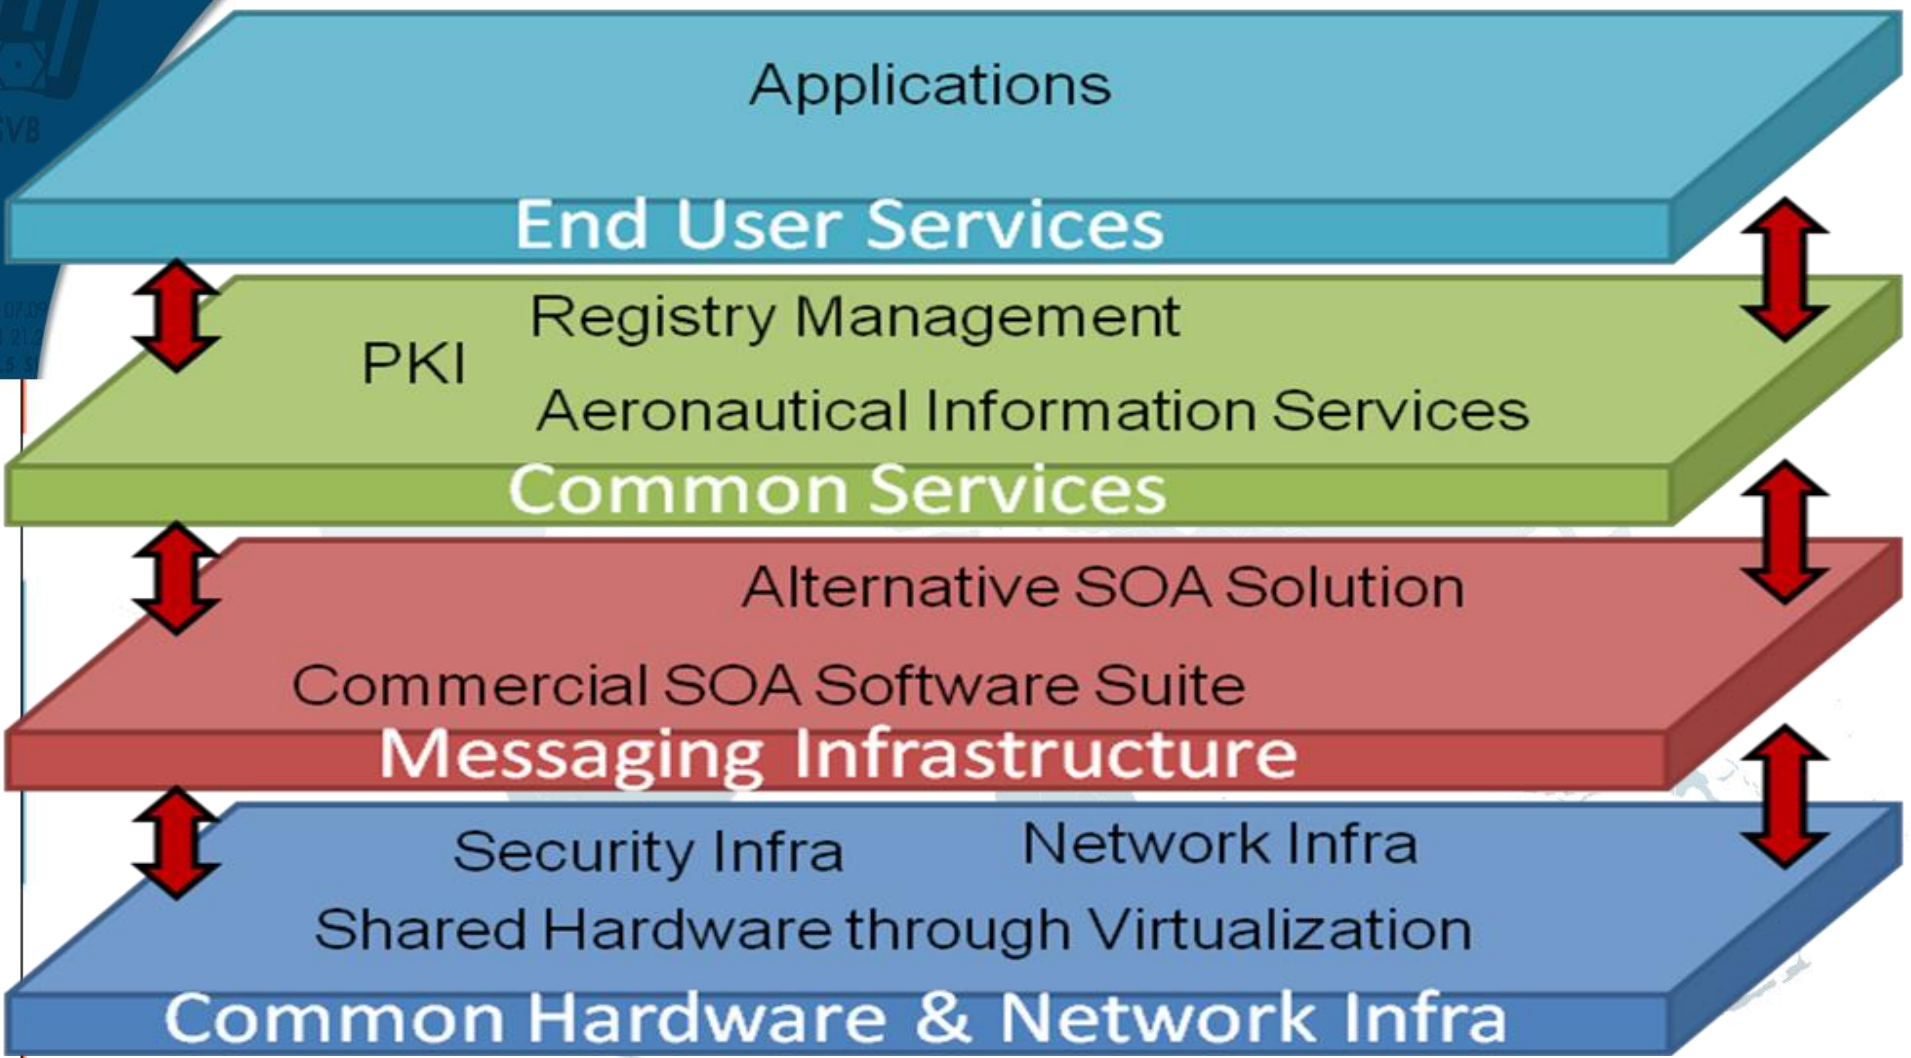 Applications
End User Services
Registry Management
PKI
Aeronautical Information Services
Common Services
Alternative SOA Solution
Commercial SOA Software Suite
Messaging Infrastructure
Security Infra
Network Infra
Shared Hardware through Virtualization
Common Hardware & Network Infra